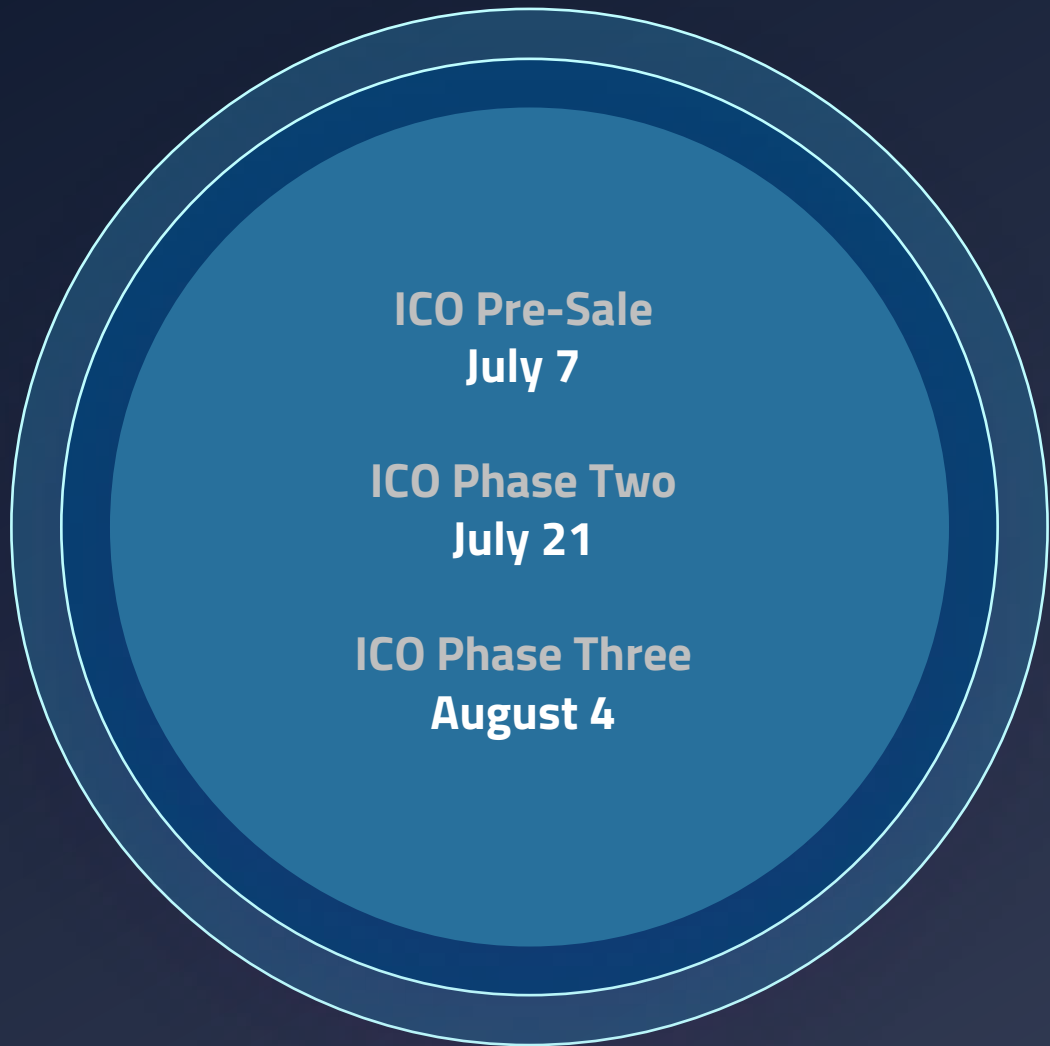 ICO Pre-Sale
July 7
ICO Phase Two
July 21
ICO Phase Three
August 4